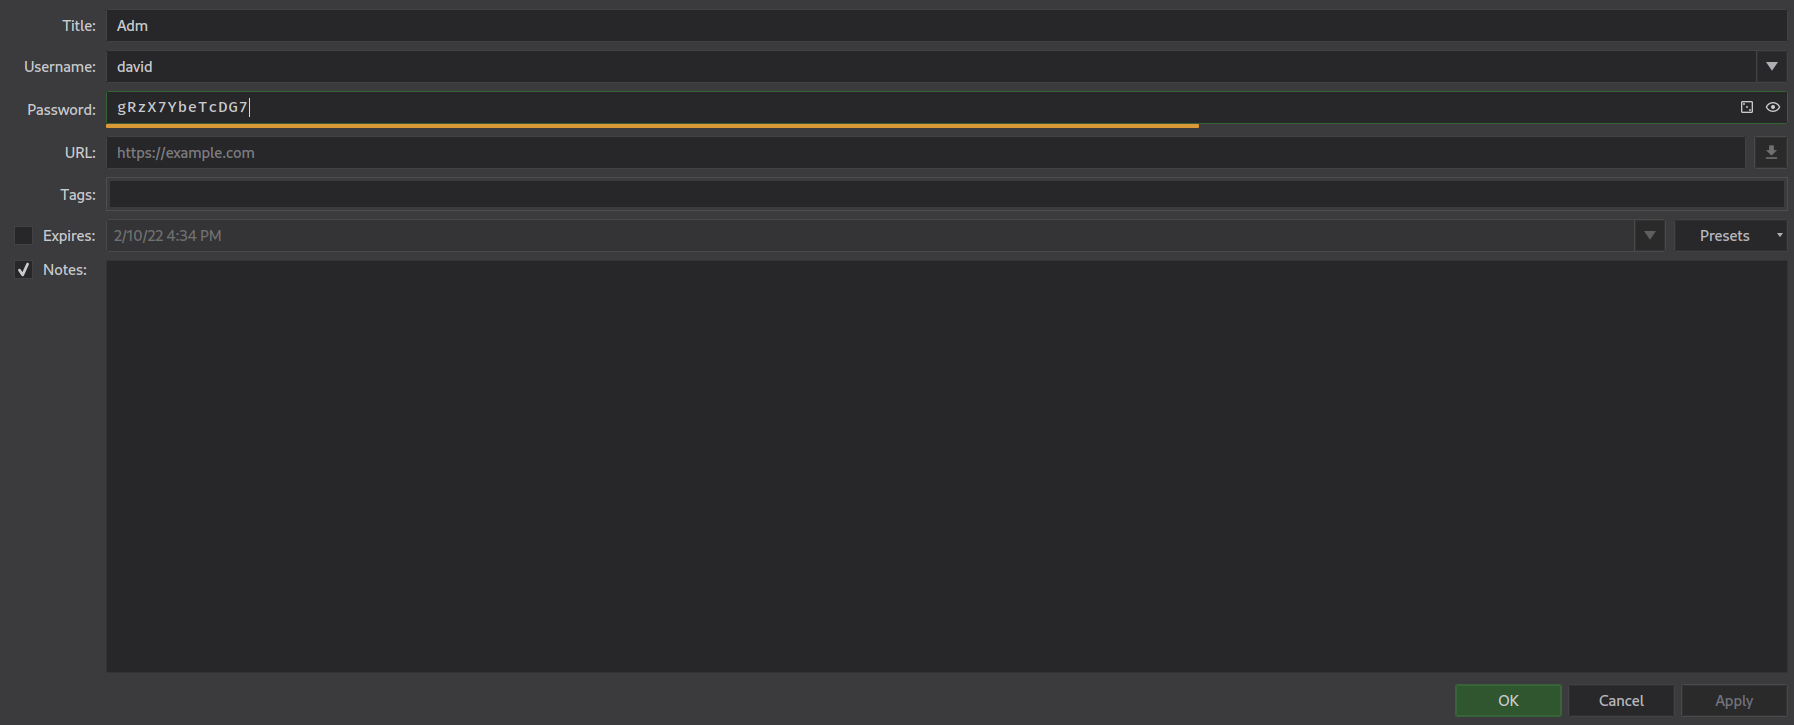 Title: Adm
Username: david
Password: gRzX7YbeTcDG7
URL: https://example.com
Tags:
Expires: 2/10/22 4:34 PM Presets
Notes:
OK Cancel Apply